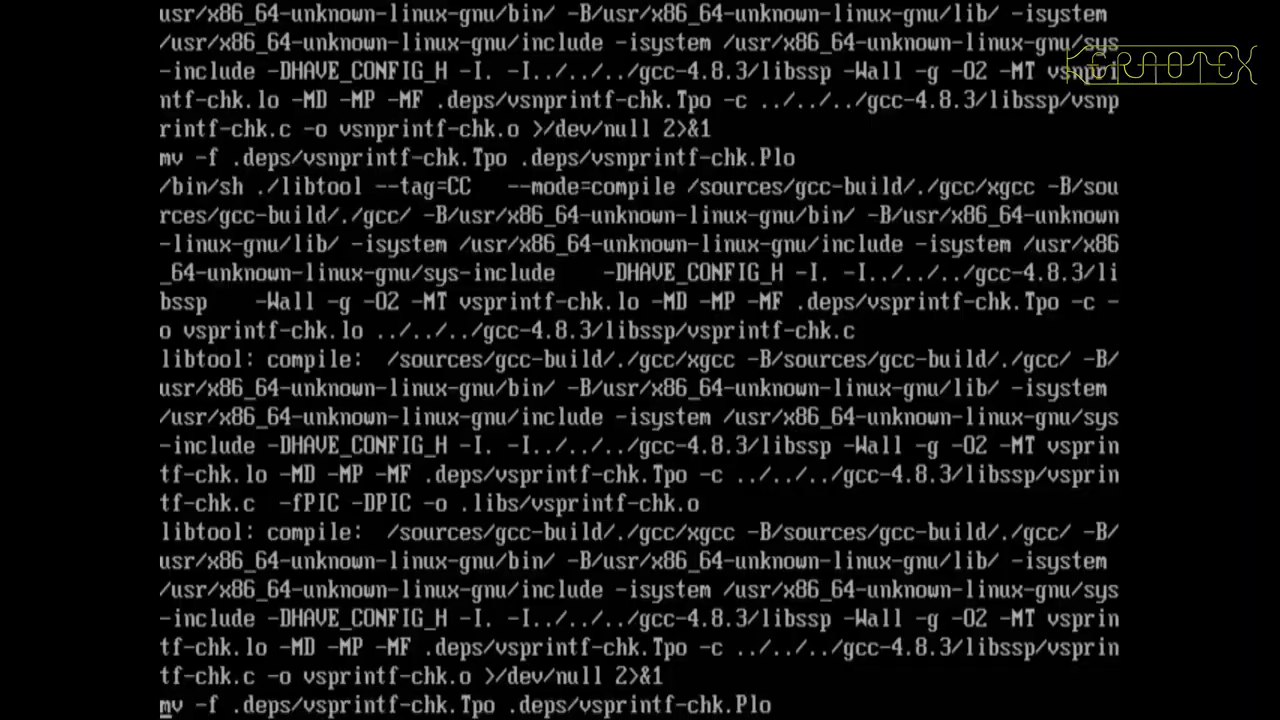 usr/x86_64-unknown-linux-gnu/bin/ -B/usr/x86_64-unknown-linux-gnu/lib/ -isystem
/usr/x86_64-unknown-linux-gnu/include -isystem /usr/x86_64-unknown-linux-gnu/sys
-include -DHAVE_CONFIG_H -I. -I../../../gcc-4.8.3/libssp -Wall -g -O2 -MT vsnpri
ntf-chk.lo -MD -MP -MF .deps/vsnprintf-chk.Tpo -c ../../../gcc-4.8.3/libssp/vsnp
rintf-chk.c -o vsnprintf-chk.o >/dev/null 2>&1
mv -f .deps/vsnprintf-chk.Tpo .deps/vsnprintf-chk.Plo
/bin/sh ./libtool --tag=CC   --mode=compile /sources/gcc-build/./gcc/xgcc -B/sou
rces/gcc-build/./gcc/ -B/usr/x86_64-unknown-linux-gnu/bin/ -B/usr/x86_64-unknown
-linux-gnu/lib/ -isystem /usr/x86_64-unknown-linux-gnu/include -isystem /usr/x86
_64-unknown-linux-gnu/sys-include    -DHAVE_CONFIG_H -I. -I../../../gcc-4.8.3/li
bssp    -Wall -g -O2 -MT vsprintf-chk.lo -MD -MP -MF .deps/vsprintf-chk.Tpo -c -
o vsprintf-chk.lo ../../../gcc-4.8.3/libssp/vsprintf-chk.c
libtool: compile:  /sources/gcc-build/./gcc/xgcc -B/sources/gcc-build/./gcc/ -B/
usr/x86_64-unknown-linux-gnu/bin/ -B/usr/x86_64-unknown-linux-gnu/lib/ -isystem
/usr/x86_64-unknown-linux-gnu/include -isystem /usr/x86_64-unknown-linux-gnu/sys
-include -DHAVE_CONFIG_H -I. -I../../../gcc-4.8.3/libssp -Wall -g -O2 -MT vsprin
tf-chk.lo -MD -MP -MF .deps/vsprintf-chk.Tpo -c ../../../gcc-4.8.3/libssp/vsprin
tf-chk.c  -fPIC -DPIC -o .libs/vsprintf-chk.o
libtool: compile:  /sources/gcc-build/./gcc/xgcc -B/sources/gcc-build/./gcc/ -B/
usr/x86_64-unknown-linux-gnu/bin/ -B/usr/x86_64-unknown-linux-gnu/lib/ -isystem
/usr/x86_64-unknown-linux-gnu/include -isystem /usr/x86_64-unknown-linux-gnu/sys
-include -DHAVE_CONFIG_H -I. -I../../../gcc-4.8.3/libssp -Wall -g -O2 -MT vsprin
tf-chk.lo -MD -MP -MF .deps/vsprintf-chk.Tpo -c ../../../gcc-4.8.3/libssp/vsprin
tf-chk.c -o vsprintf-chk.o >/dev/null 2>&1
mv -f .deps/vsprintf-chk.Tpo .deps/vsprintf-chk.Plo